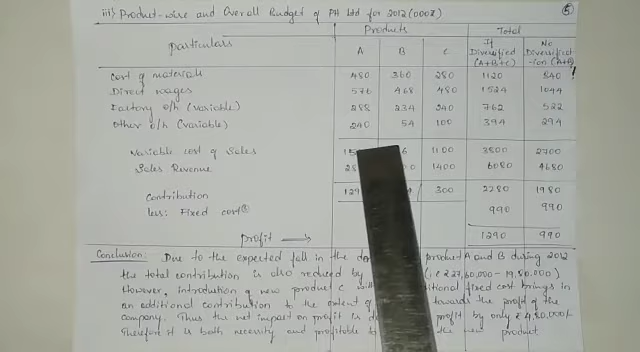 iii) Product-wise and Overall Budget of PH Ltd for 2012 (000₹) ⑤
Products Total
particulars A B C If Diversified (A+B+C) No Diversificat-ion (A+B)
Cost of materials 480 360 280 1120 840
Direct wages 576 468 480 1524 1044
Factory o/h (variable) 288 234 240 762 522
Other o/h (variable) 240 54 100 394 294
Variable cost of Sales 1100 3800 2700
Sales Revenue 1400 6080 4680
Contribution 300 2280 1980
less: Fixed cost 990 990
profit → 1290 990
Conclusion: Due to the expected fall in the product A and B during 2012
the total contribution is also reduced by (i.e ₹27,60,000 - 19,80,000)
However, introduction of new product C fixed cost brings in
an additional contribution to the extent of towards the profit of the
company. Thus the net impact on profit is profit by only ₹4,80,000/-
Therefore it is both necessity and profitable to the new product